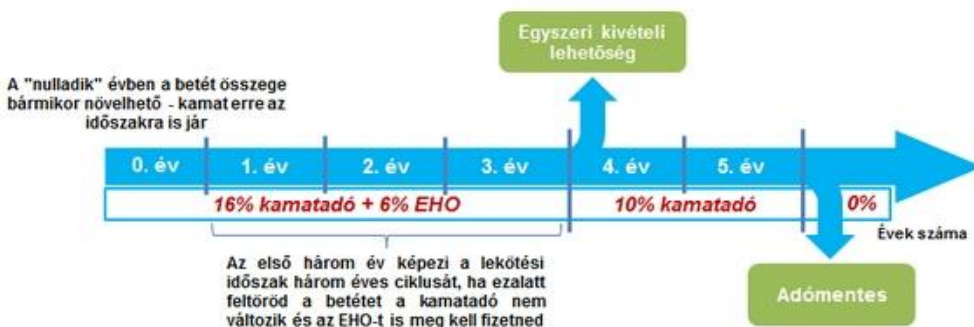 Egyszeri kivételi
lehetőség
A "nulladik" évben a betét összege
bármikor növelhető - kamat erre az
időszakra is jár
0. év
1. év
2. év
3. év
4. év
5. év
16% kamatadó + 6% EHO
10% kamatadó
0%
Évek száma
Az első három év képezi a lekötési
időszak három éves ciklusát, ha ezalatt
feltöröd a betétet a kamatadó nem
változik és az EHO-t is meg kell fizetned
Adómentes